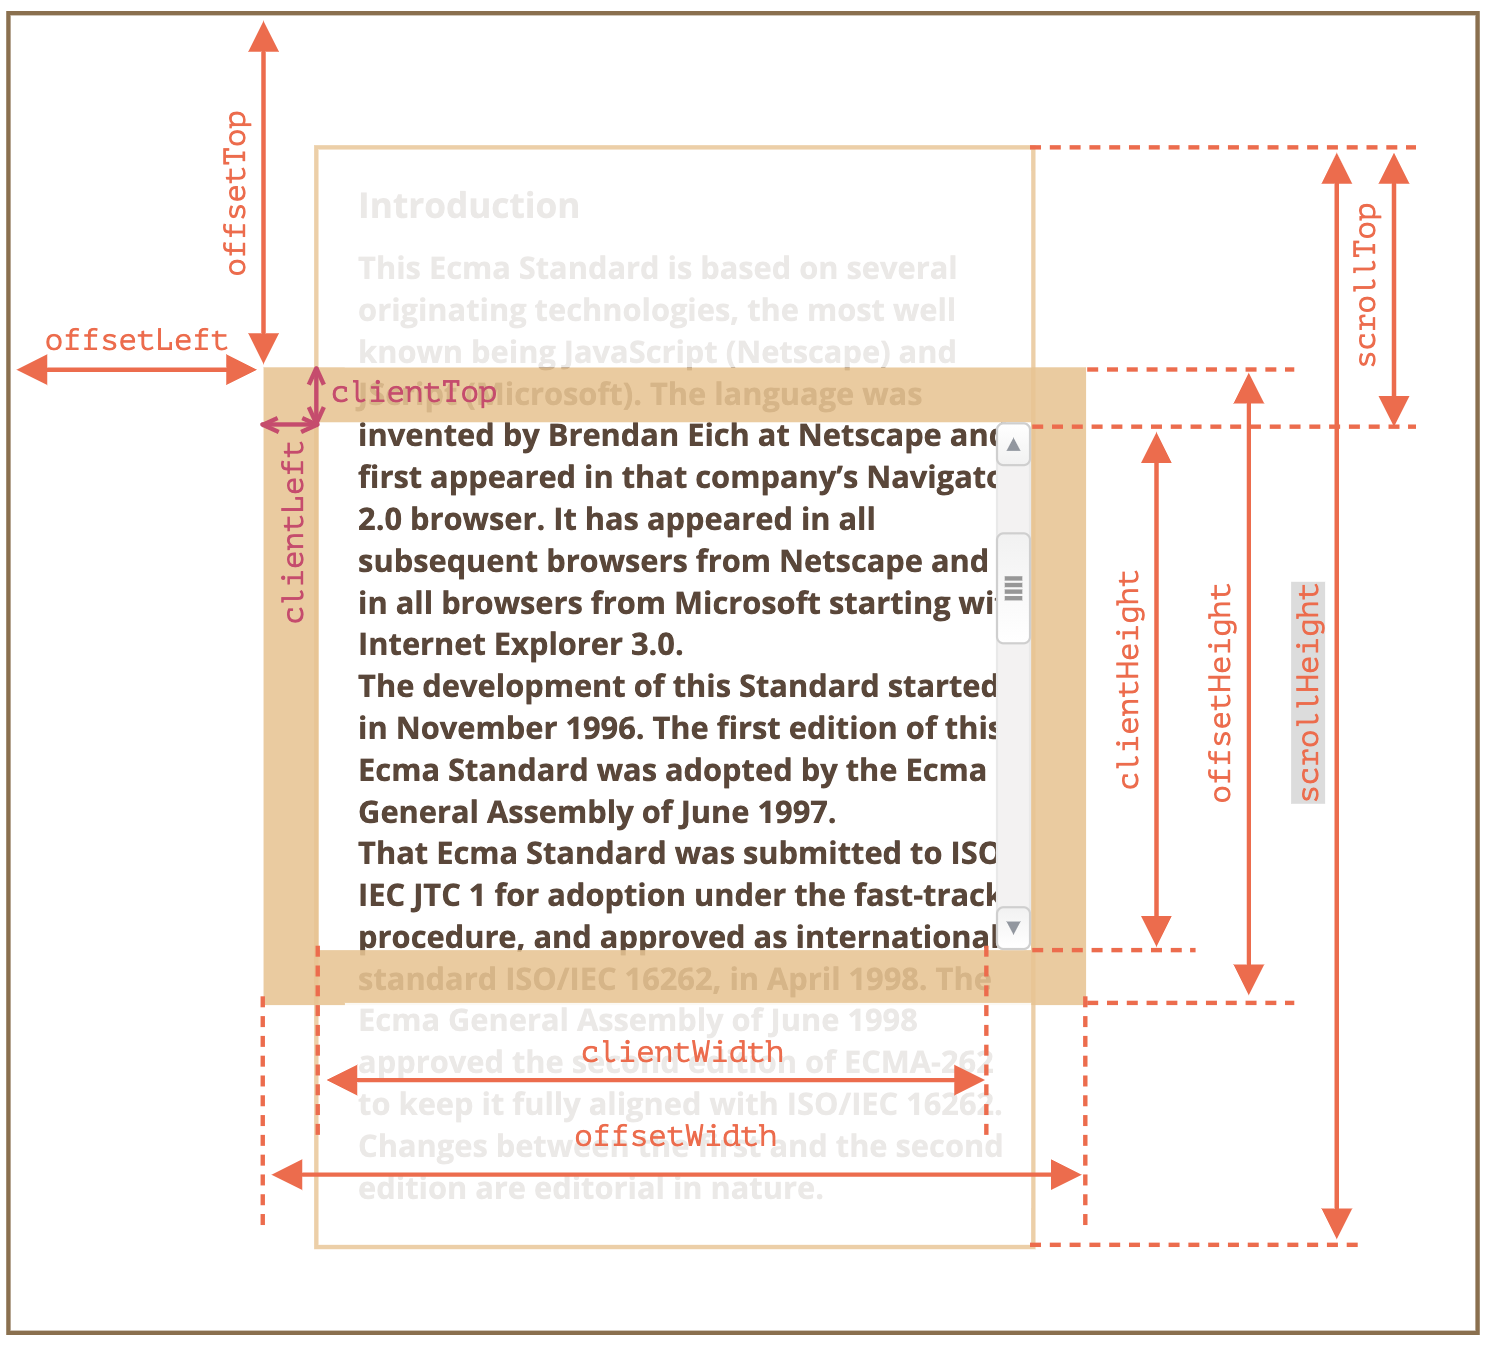 offsetTop
offsetLeft
Introduction
This Ecma Standard is based on several
originating technologies, the most well
known being JavaScript (Netscape) and
JScript (Microsoft). The language was
clientTop
clientLeft
invented by Brendan Eich at Netscape and
first appeared in that company’s Navigato
2.0 browser. It has appeared in all
subsequent browsers from Netscape and
in all browsers from Microsoft starting wit
Internet Explorer 3.0.
The development of this Standard started
in November 1996. The first edition of this
Ecma Standard was adopted by the Ecma
General Assembly of June 1997.
That Ecma Standard was submitted to ISO
IEC JTC 1 for adoption under the fast-track
procedure, and approved as international
standard ISO/IEC 16262, in April 1998. The
Ecma General Assembly of June 1998
approved the second edition of ECMA-262
to keep it fully aligned with ISO/IEC 16262.
Changes between the first and the second
edition are editorial in nature.
clientWidth
offsetWidth
clientHeight
offsetHeight
scrollHeight
scrollTop